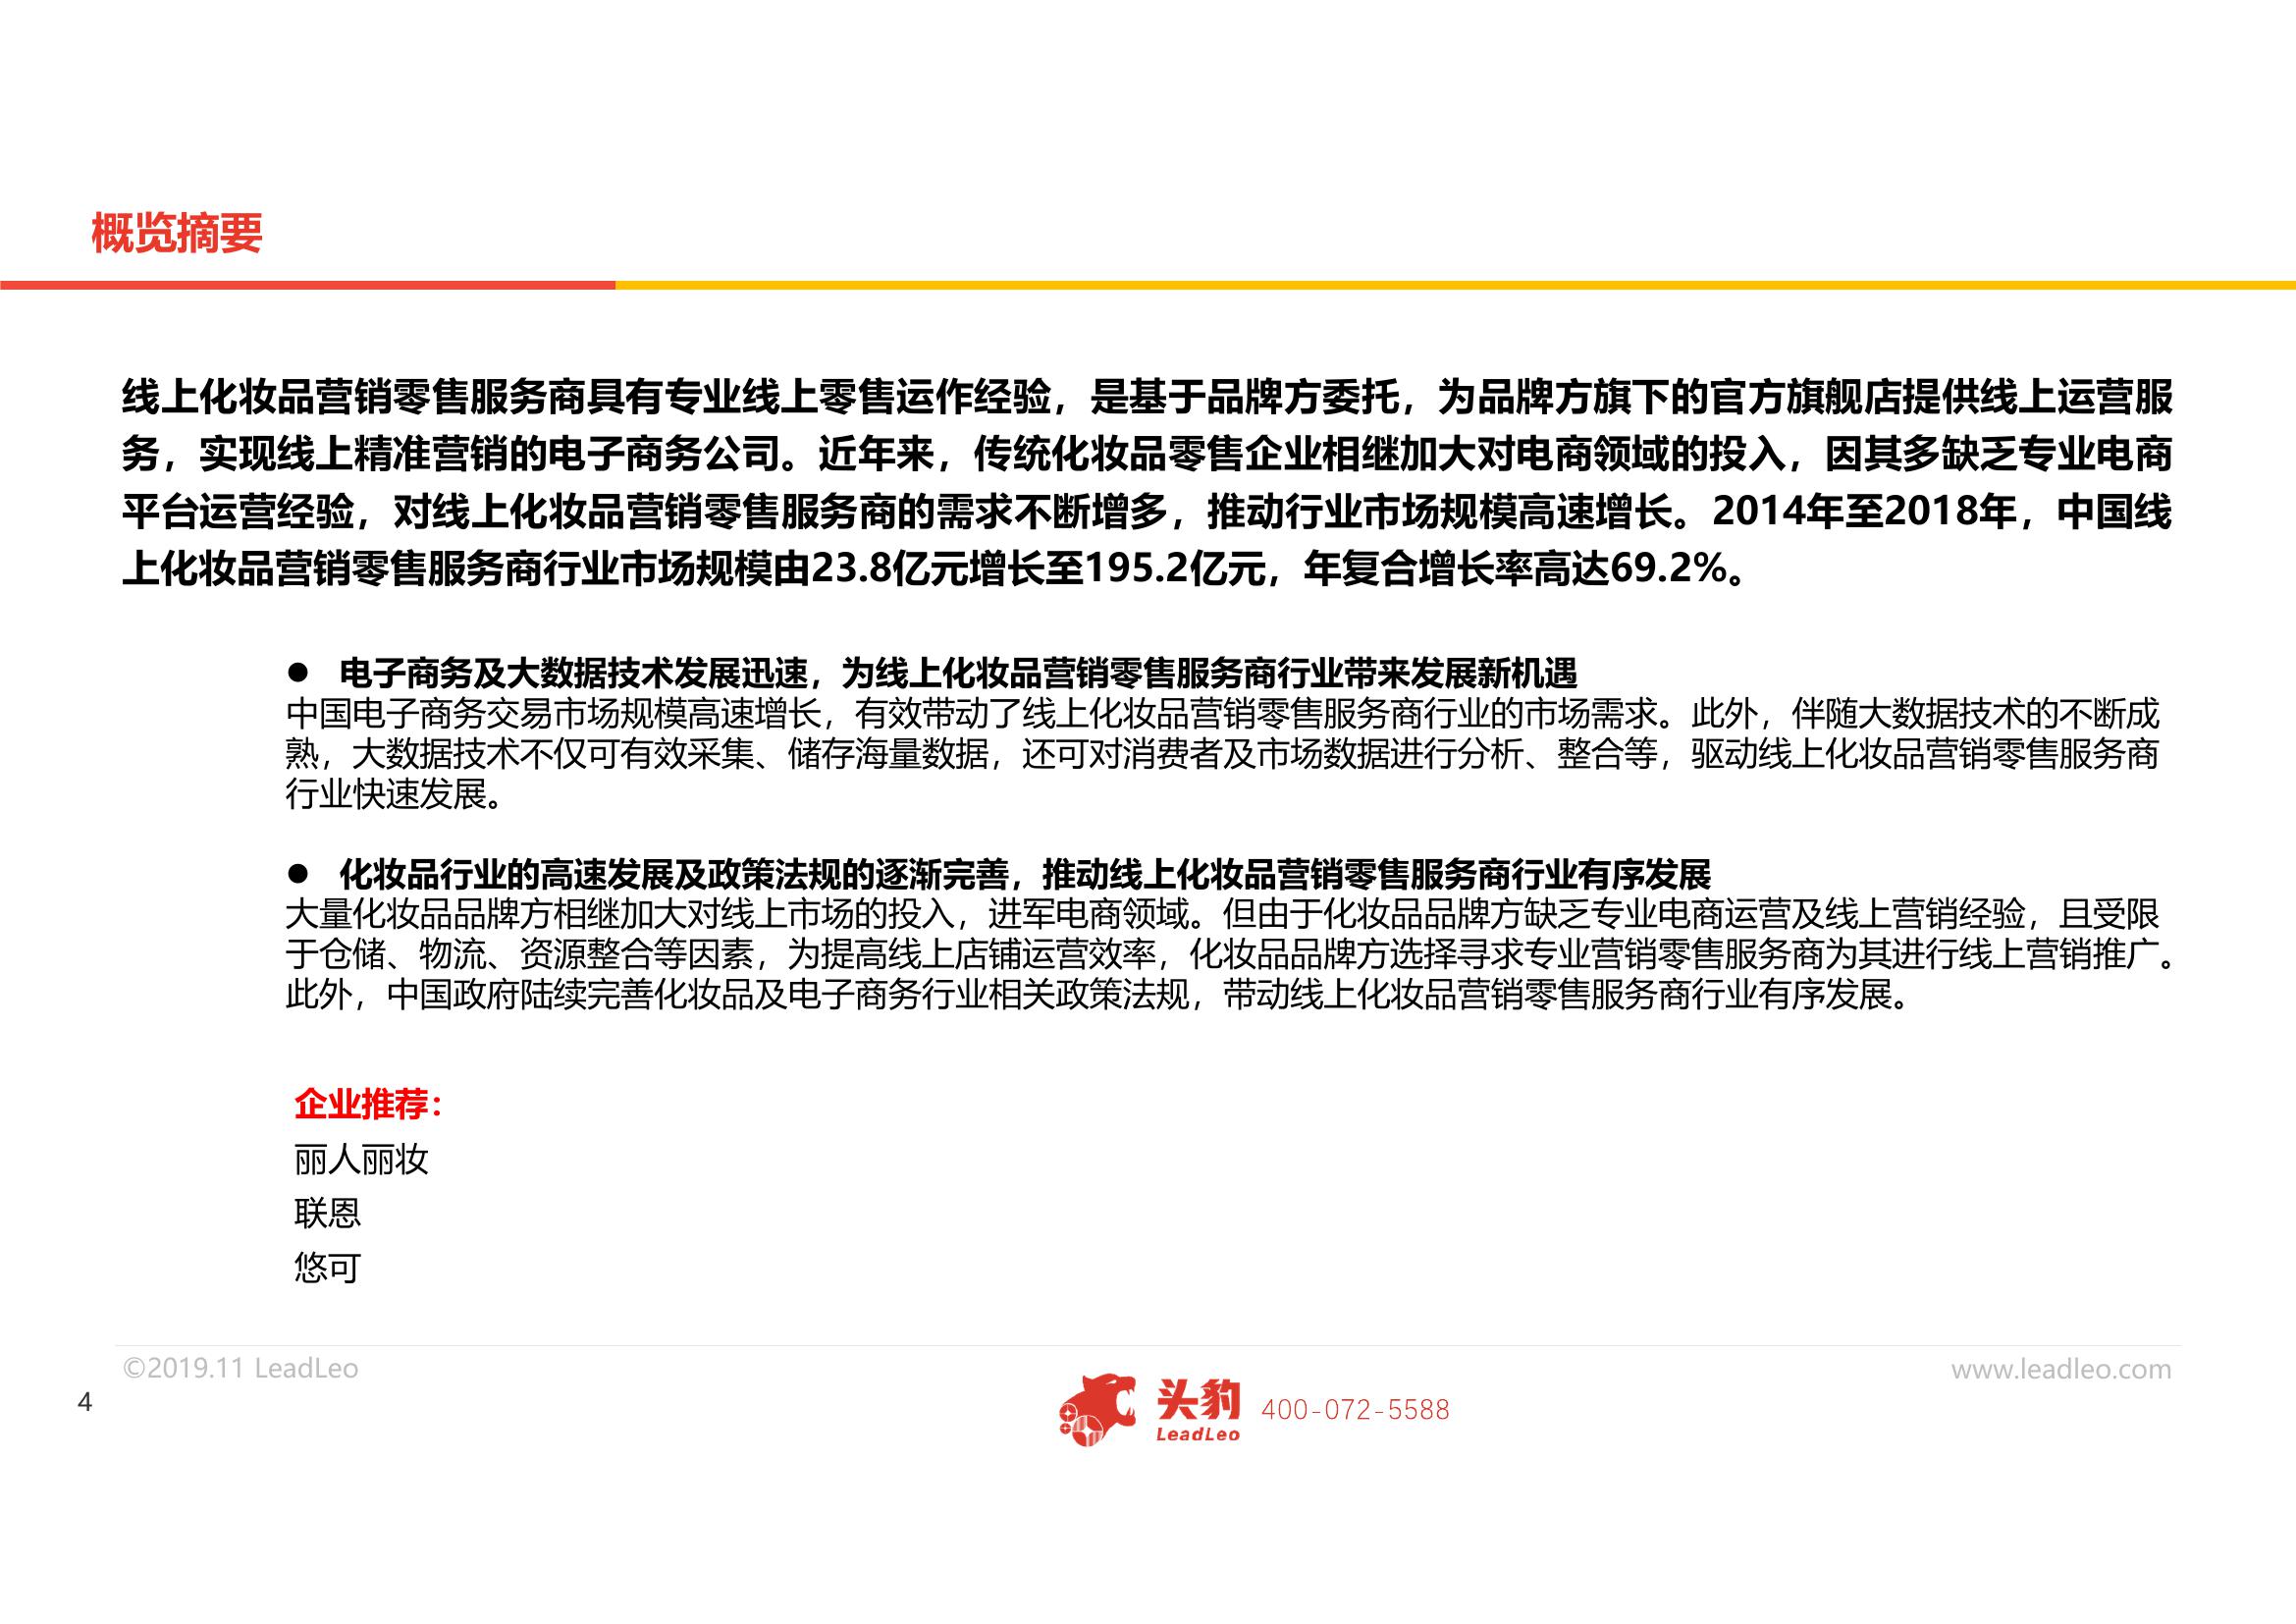 概览摘要
线上化妆品营销零售服务商具有专业线上零售运作经验，是基于品牌方委托，为品牌方旗下的官方旗舰店提供线上运营服
务，实现线上精准营销的电子商务公司。近年来，传统化妆品零售企业相继加大对电商领域的投入，因其多缺乏专业电商
平台运营经验，对线上化妆品营销零售服务商的需求不断增多，推动行业市场规模高速增长。2014年至2018年，中国线
上化妆品营销零售服务商行业市场规模由23.8亿元增长至195.2亿元，年复合增长率高达69.2%。
● 电子商务及大数据技术发展迅速，为线上化妆品营销零售服务商行业带来发展新机遇
中国电子商务交易市场规模高速增长，有效带动了线上化妆品营销零售服务商行业的市场需求。此外，伴随大数据技术的不断成
熟，大数据技术不仅可有效采集、储存海量数据，还可对消费者及市场数据进行分析、整合等，驱动线上化妆品营销零售服务商
行业快速发展。
● 化妆品行业的高速发展及政策法规的逐渐完善，推动线上化妆品营销零售服务商行业有序发展
大量化妆品品牌方相继加大对线上市场的投入，进军电商领域。但由于化妆品品牌方缺乏专业电商运营及线上营销经验，且受限
于仓储、物流、资源整合等因素，为提高线上店铺运营效率，化妆品品牌方选择寻求专业营销零售服务商为其进行线上营销推广。
此外，中国政府陆续完善化妆品及电子商务行业相关政策法规，带动线上化妆品营销零售服务商行业有序发展。
企业推荐：
丽人丽妆
联恩
悠可
©2019.11 LeadLeo
www.leadleo.com
4
头豹
LeadLeo
400-072-5588